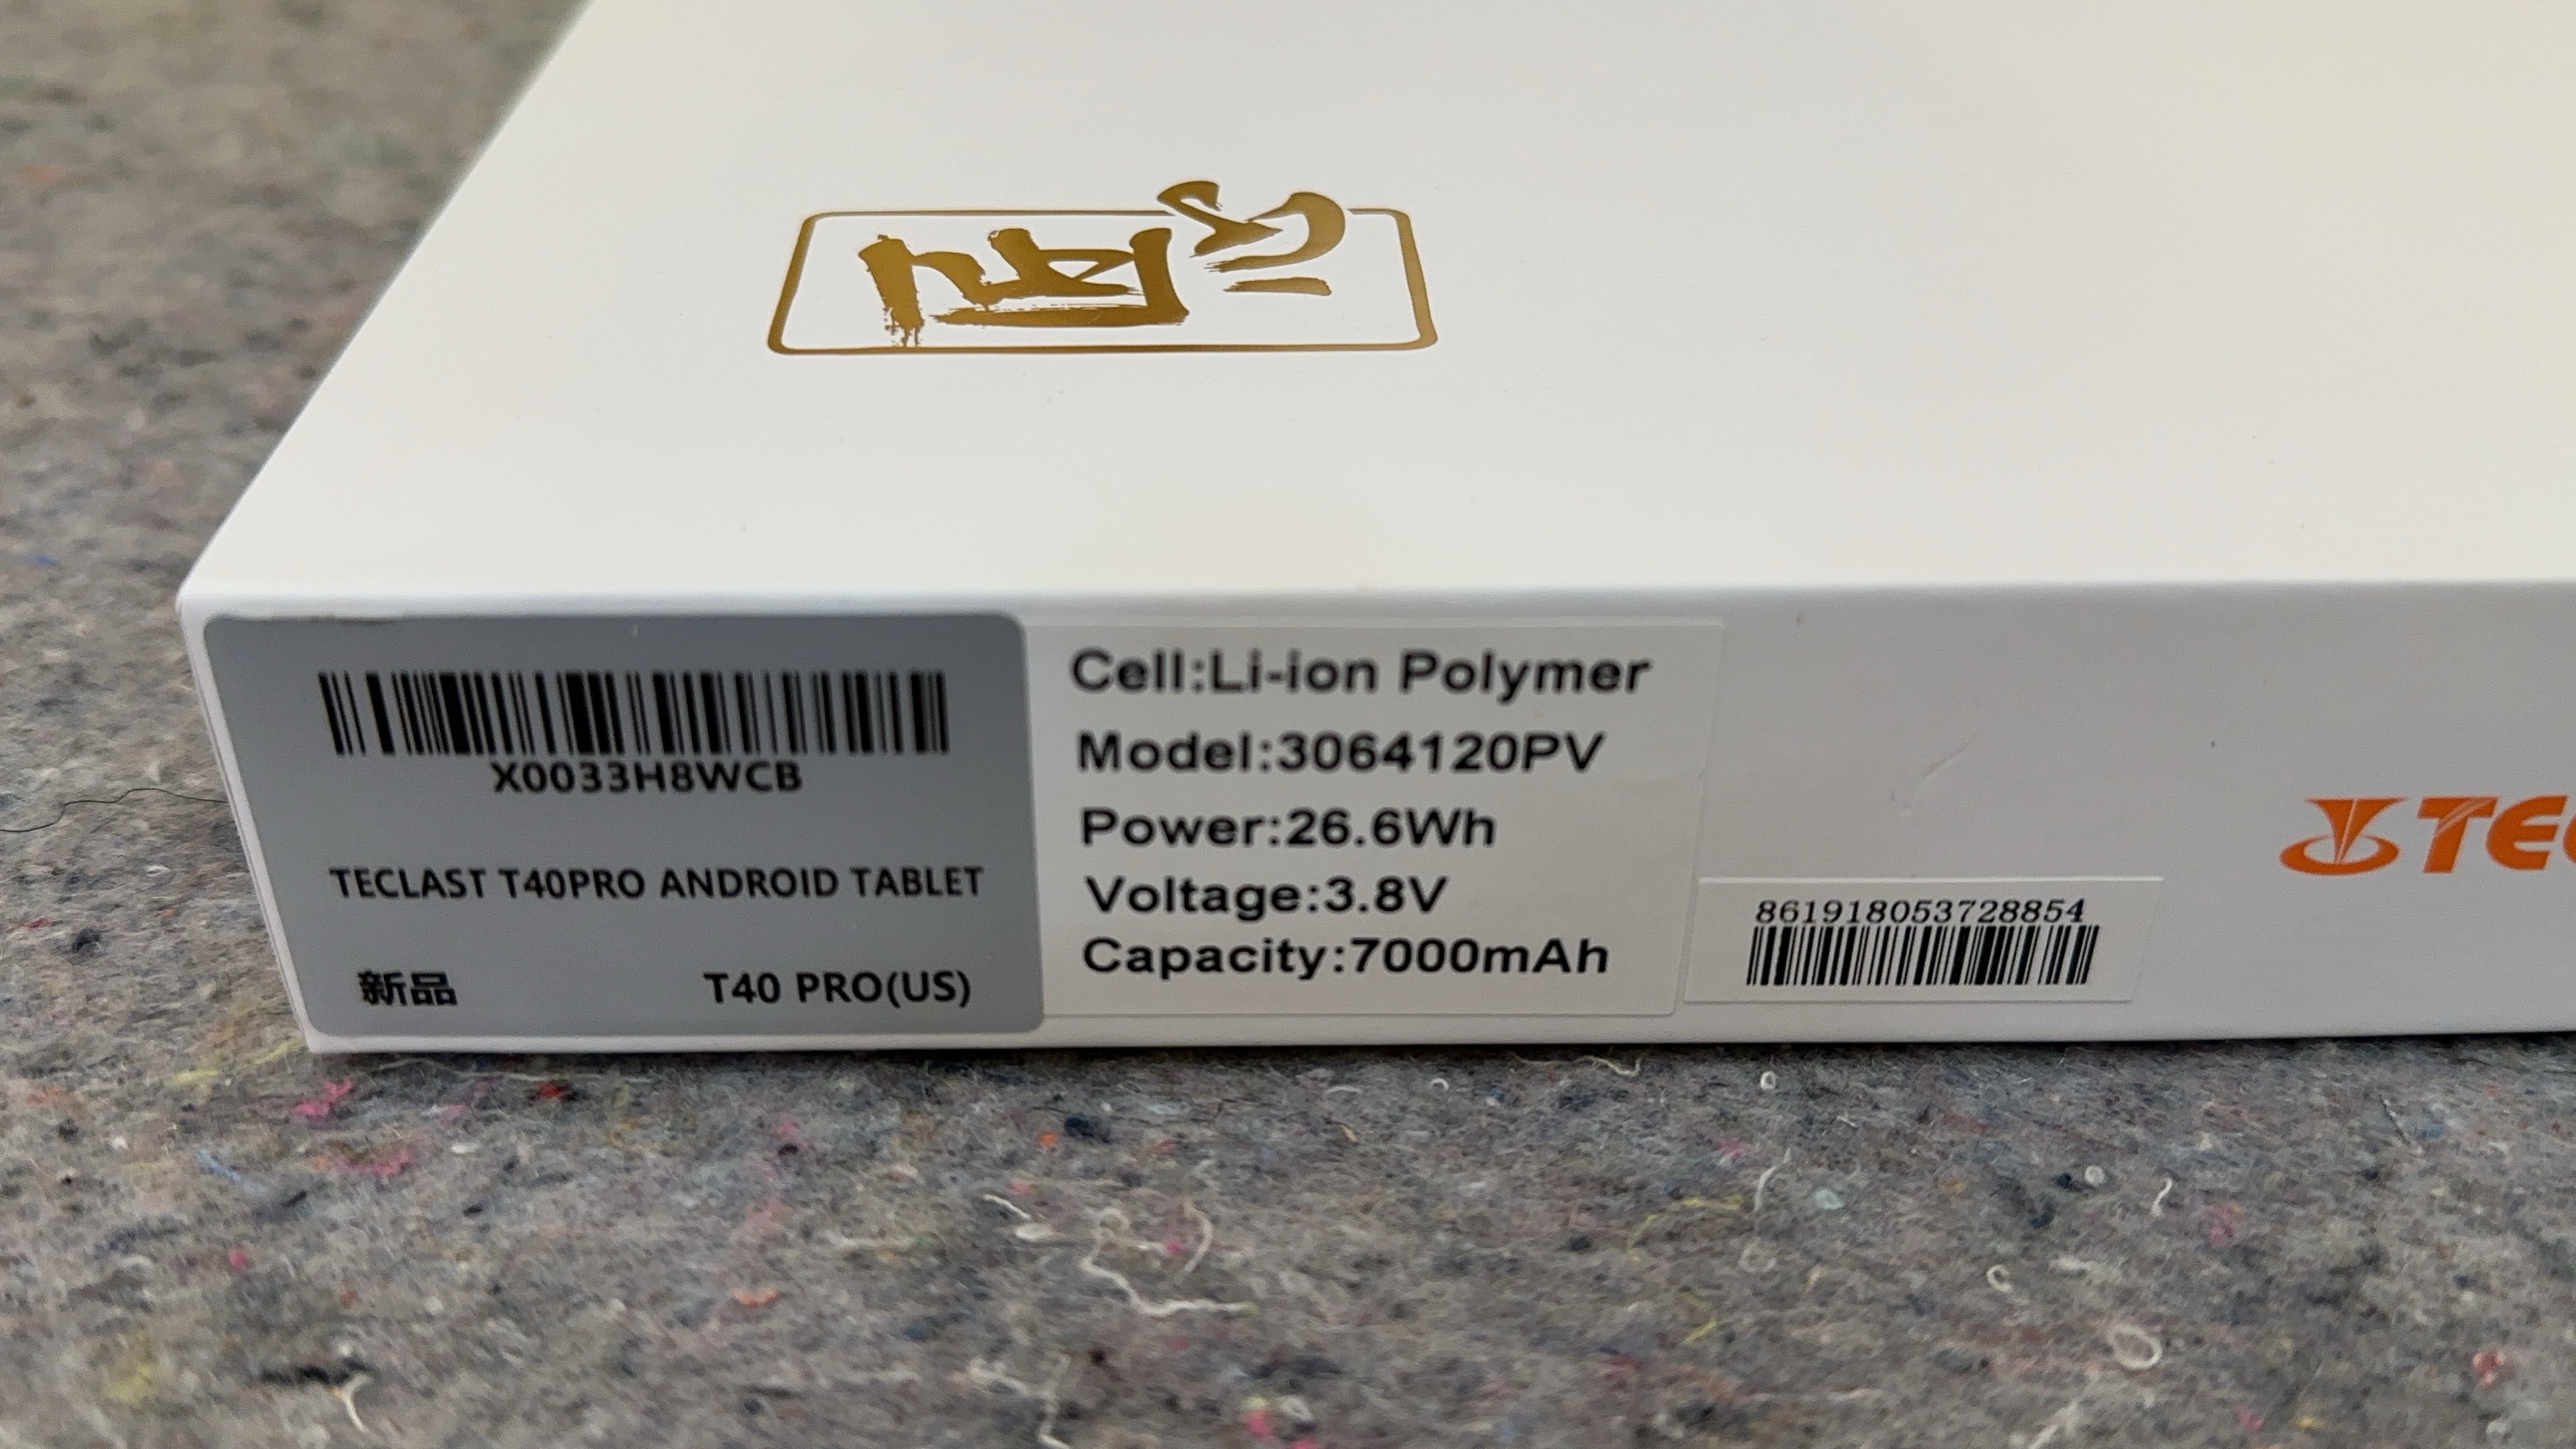 X0033H8WCB
TECLAST T40PRO ANDROID TABLET
新品
T40 PRO(US)
Cell:Li-ion Polymer
Model:3064120PV
Power:26.6Wh
Voltage:3.8V
Capacity:7000mAh
861918053728854